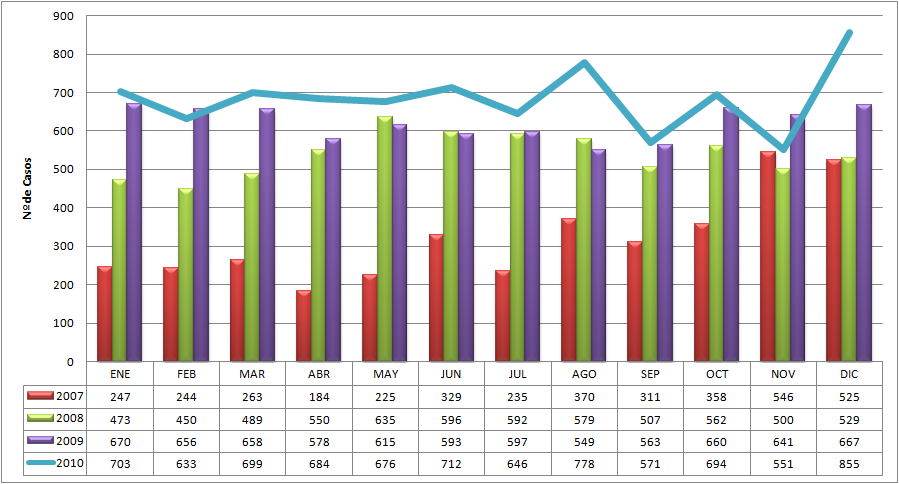 900
800
700
600
500
400
300
200
100
0
Nº de Casos
ENE FEB MAR ABR MAY JUN JUL AGO SEP OCT NOV DIC
2007 247 244 263 184 225 329 235 370 311 358 546 525
2008 473 450 489 550 635 596 592 579 507 562 500 529
2009 670 656 658 578 615 593 597 549 563 660 641 667
2010 703 633 699 684 676 712 646 778 571 694 551 855